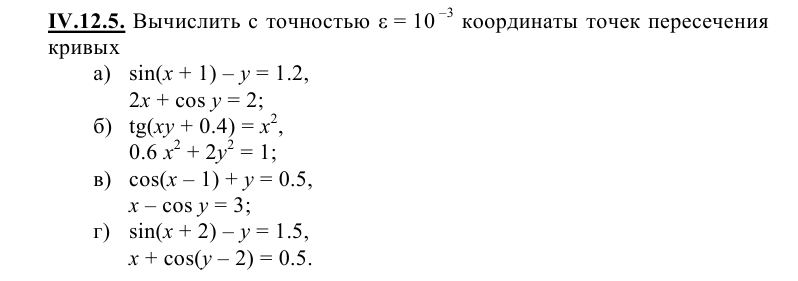 IV.12.5. Вычислить с точностью ε = 10⁻³ координаты точек пересечения
кривых
а) sin(x + 1) – y = 1.2,
2x + cos y = 2;
б) tg(xy + 0.4) = x²,
0.6 x² + 2y² = 1;
в) cos(x – 1) + y = 0.5,
x – cos y = 3;
г) sin(x + 2) – y = 1.5,
x + cos(y – 2) = 0.5.